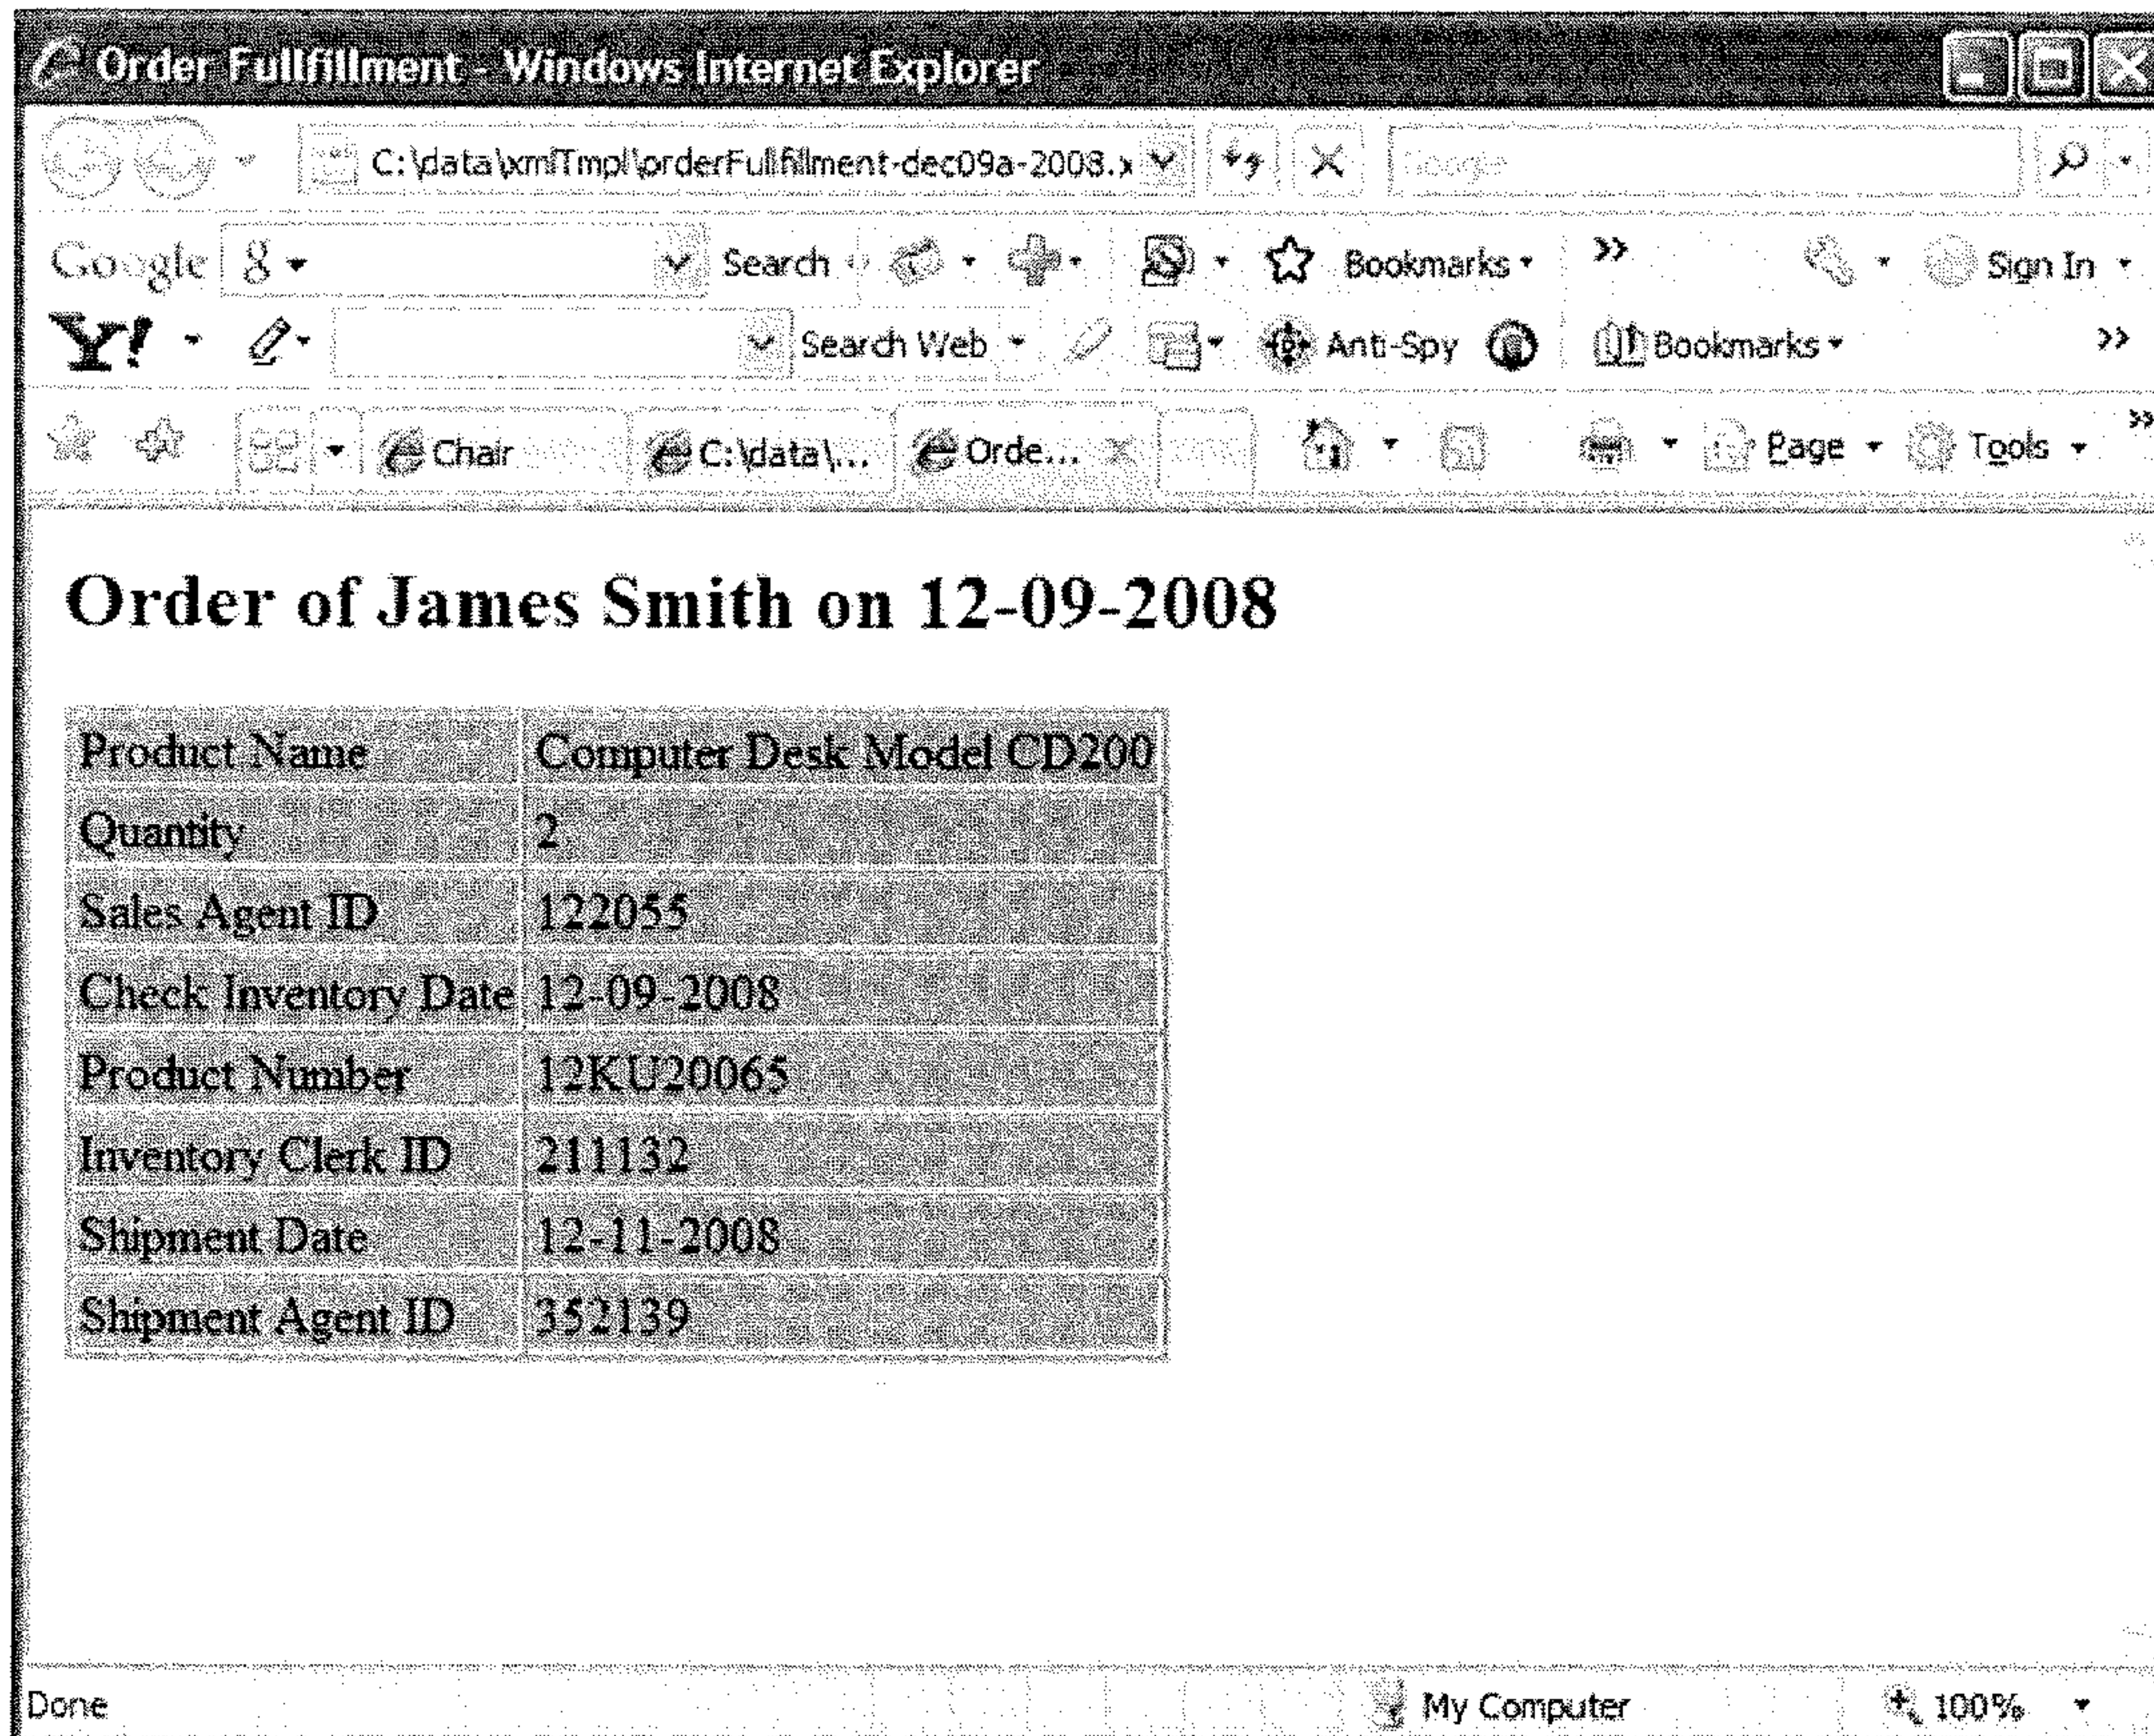 Order Fullfillment - Windows Internet Explorer
C:\data\xmlTmpl\orderFullfillment-dec09a-2008.x Google
Google g Search Bookmarks » Sign In
Y! Search Web Anti-Spy Bookmarks »
Chair C:\data\... Orde... Page Tools »
Order of James Smith on 12-09-2008
Product Name Computer Desk Model CD200
Quantity 2
Sales Agent ID 122055
Check Inventory Date 12-09-2008
Product Number 12KU20065
Inventory Clerk ID 211132
Shipment Date 12-11-2008
Shipment Agent ID 352139
Done My Computer 100%